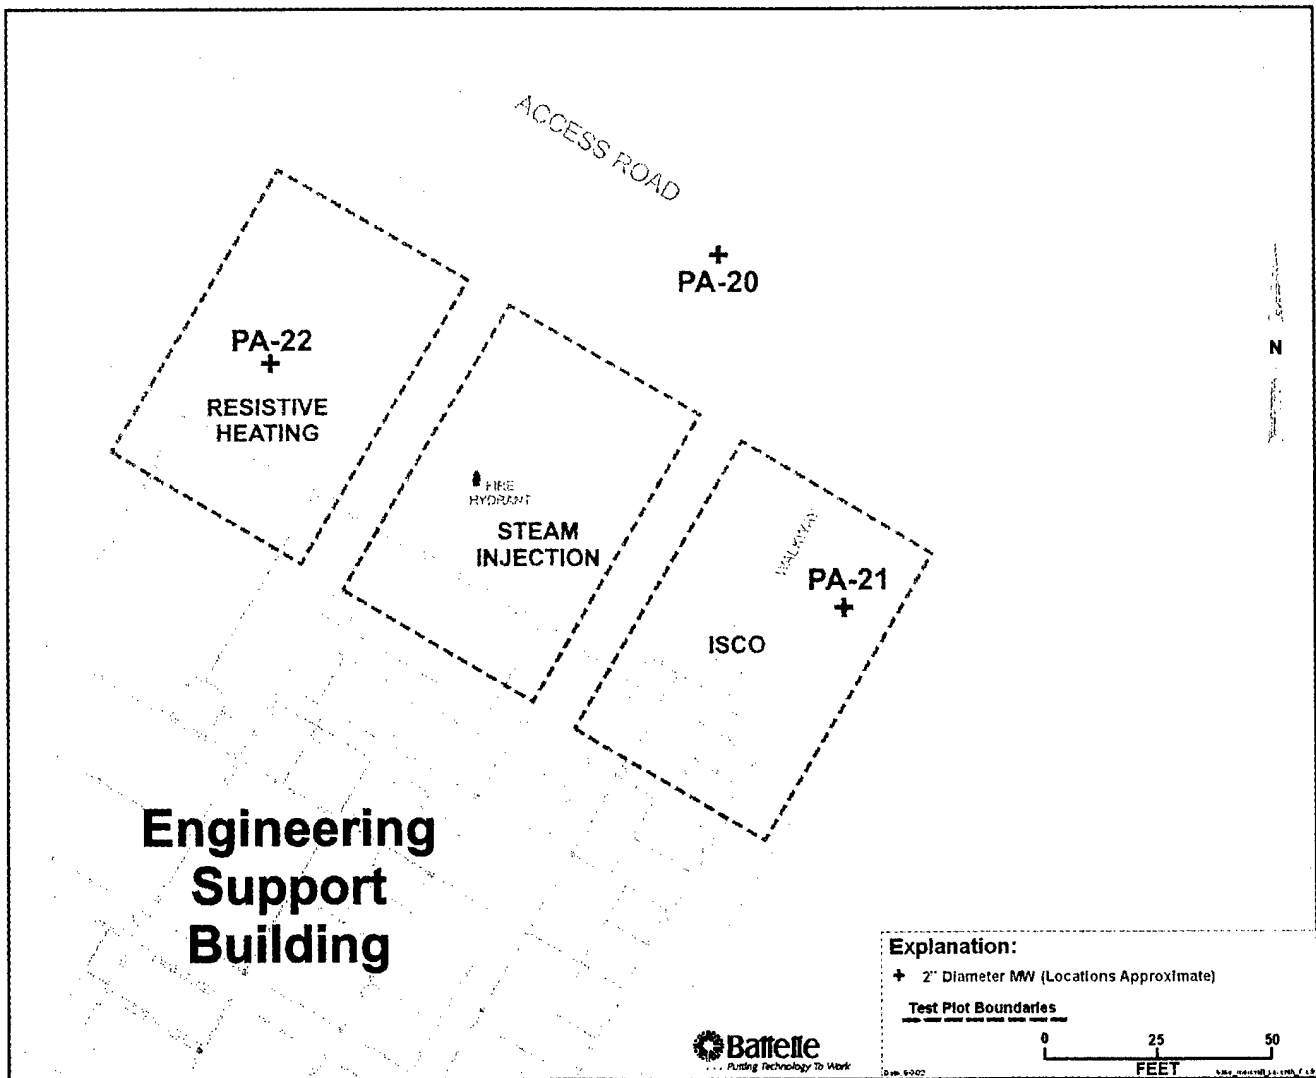 ACCESS ROAD
PA-20
PA-22
RESISTIVE
HEATING
N
FIRE
HYDRANT
STEAM
INJECTION
WALKWAY
PA-21
ISCO
Engineering
Support
Building
Explanation:
2" Diameter MW (Locations Approximate)
Test Plot Boundaries
0 25 50
FEET
Battelle
. . . Putting Technology To Work